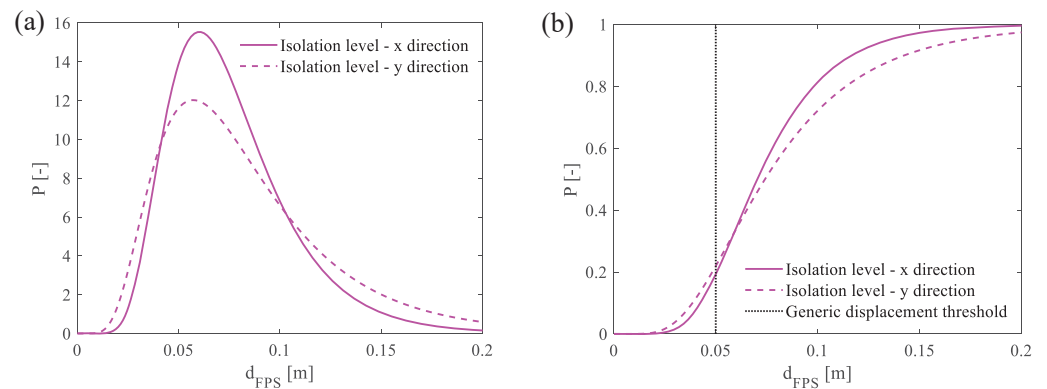 (a)
16
14
12
10
8
6
4
2
0
P [-]
Isolation level - x direction
Isolation level - y direction
0 0.05 0.1 0.15 0.2
d_FPS [m]
(b)
1
0.8
0.6
0.4
0.2
0
P [-]
Isolation level - x direction
Isolation level - y direction
Generic displacement threshold
0 0.05 0.1 0.15 0.2
d_FPS [m]